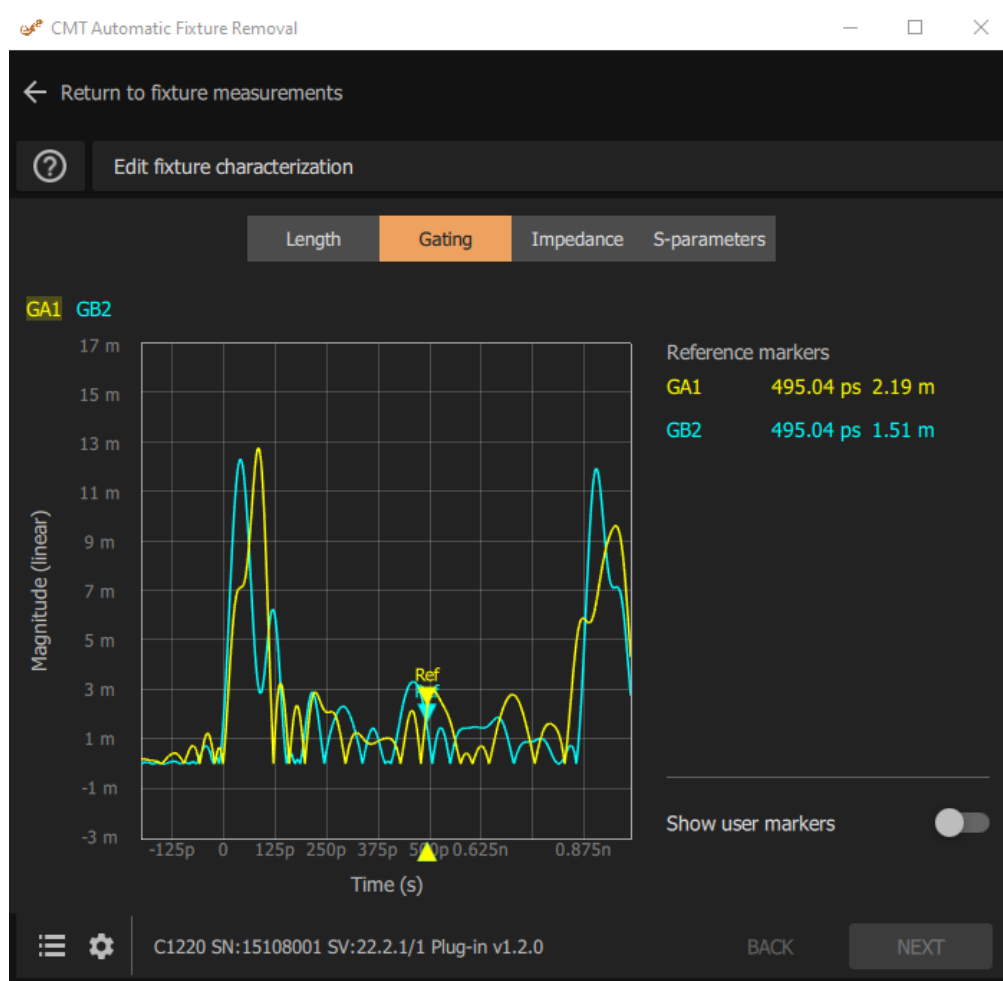 CMT Automatic Fixture Removal
Return to fixture measurements
Edit fixture characterization
Length Gating Impedance S-parameters
GA1 GB2
17 m
15 m
13 m
11 m
9 m
7 m
5 m
3 m
1 m
-1 m
-3 m
Magnitude (linear)
Ref
-125p 0 125p 250p 375p 500p 0.625n 0.875n
Time (s)
Reference markers
GA1 495.04 ps 2.19 m
GB2 495.04 ps 1.51 m
Show user markers
C1220 SN:15108001 SV:22.2.1/1 Plug-in v1.2.0
BACK NEXT